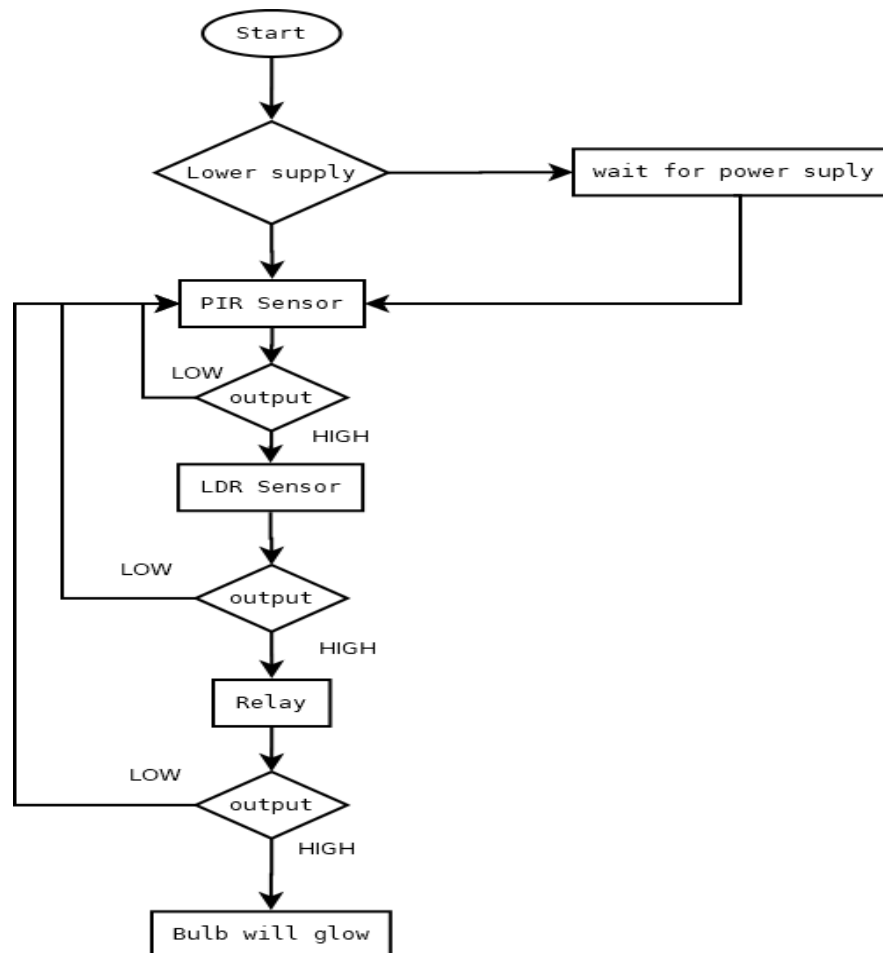 Start
Lower supply
wait for power suply
PIR Sensor
LOW
output
HIGH
LDR Sensor
LOW
output
HIGH
Relay
LOW
output
HIGH
Bulb will glow